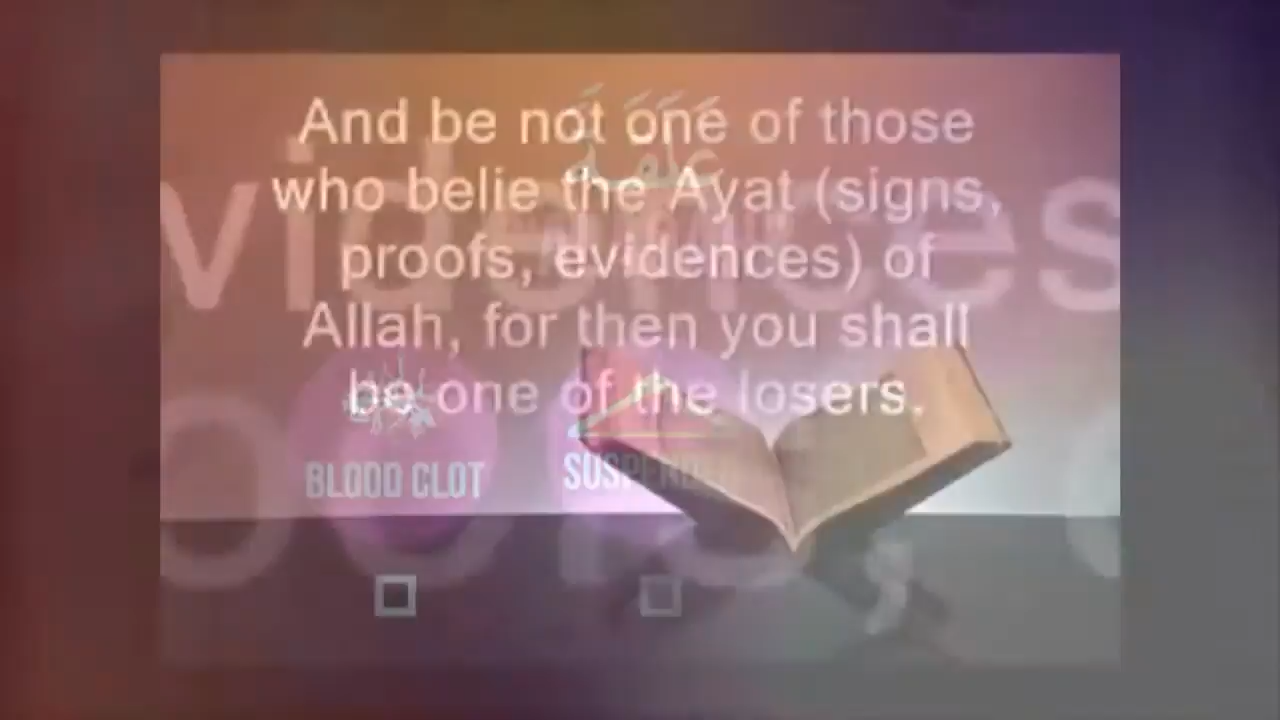 And be not one of those
who belie the Ayat (signs,
proofs, evidences) of
Allah, for then you shall
be one of the losers.
BLOOD CLOT